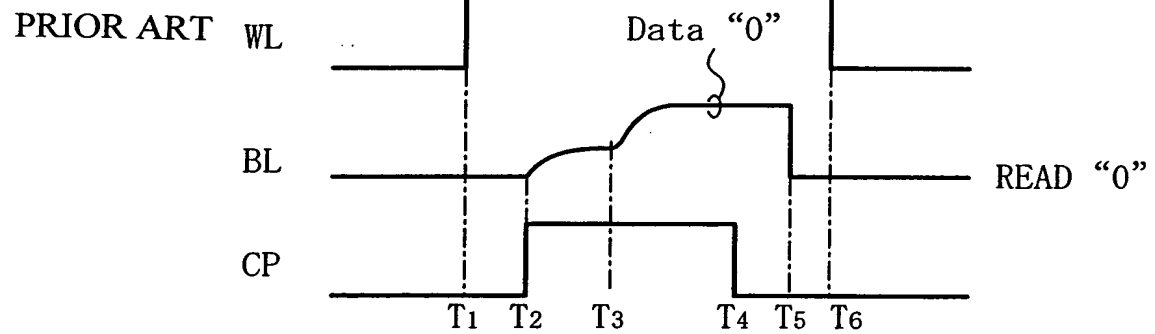 PRIOR ART WL Data “0”
BL READ “0”
CP
T1 T2 T3 T4 T5 T6